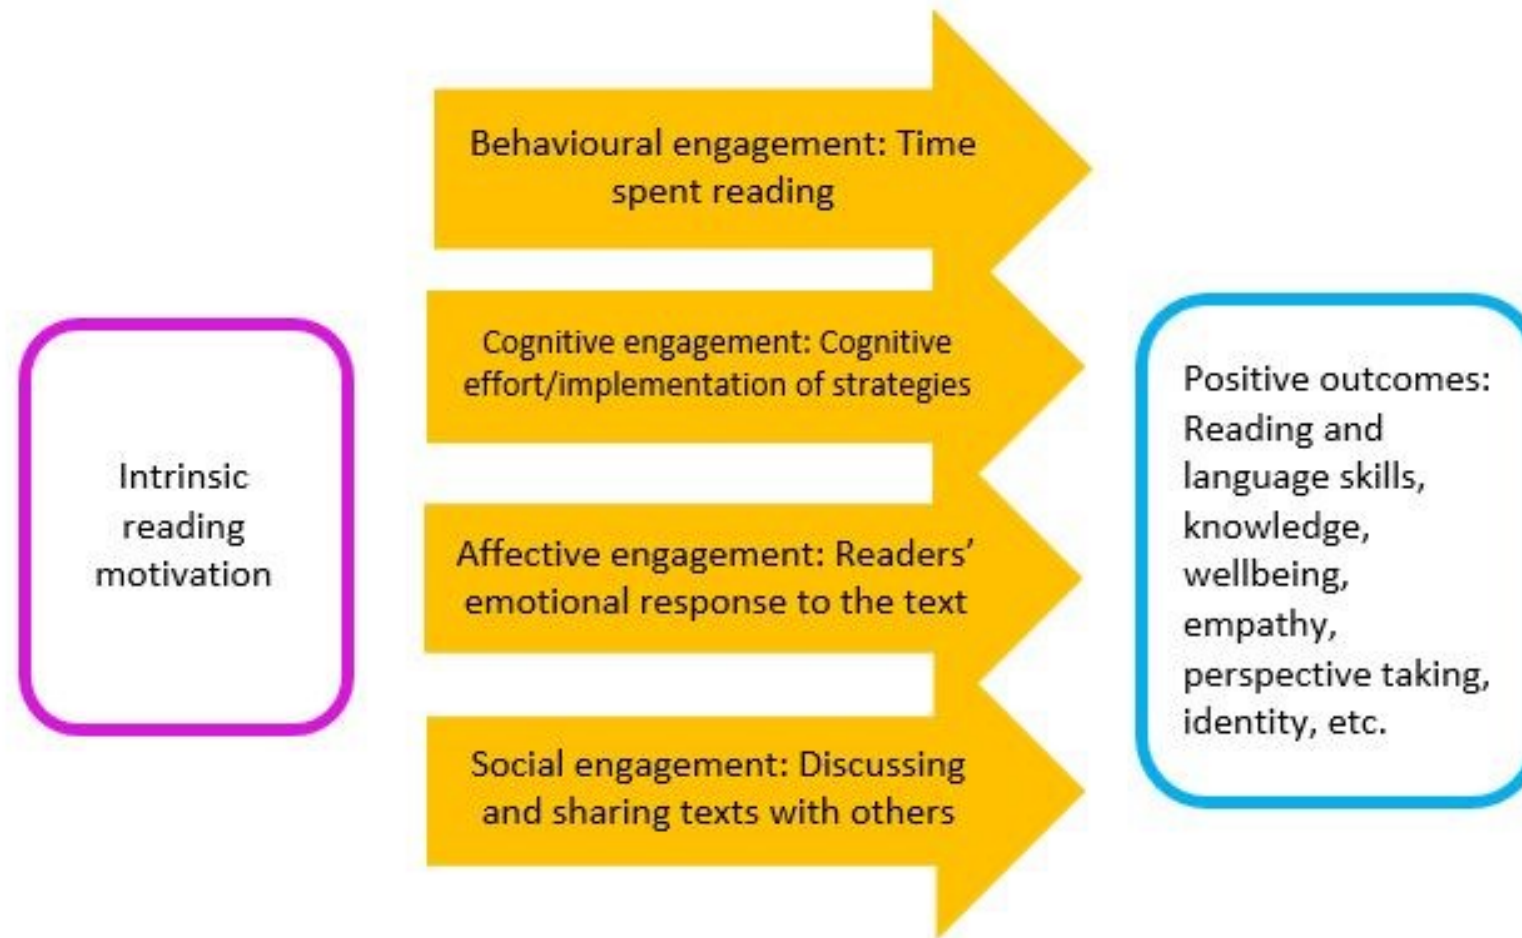 Behavioural engagement: Time
spent reading
Cognitive engagement: Cognitive
effort/implementation of strategies
Intrinsic
reading
motivation
Affective engagement: Readers’
emotional response to the text
Social engagement: Discussing
and sharing texts with others
Positive outcomes:
Reading and
language skills,
knowledge,
wellbeing,
empathy,
perspective taking,
identity, etc.